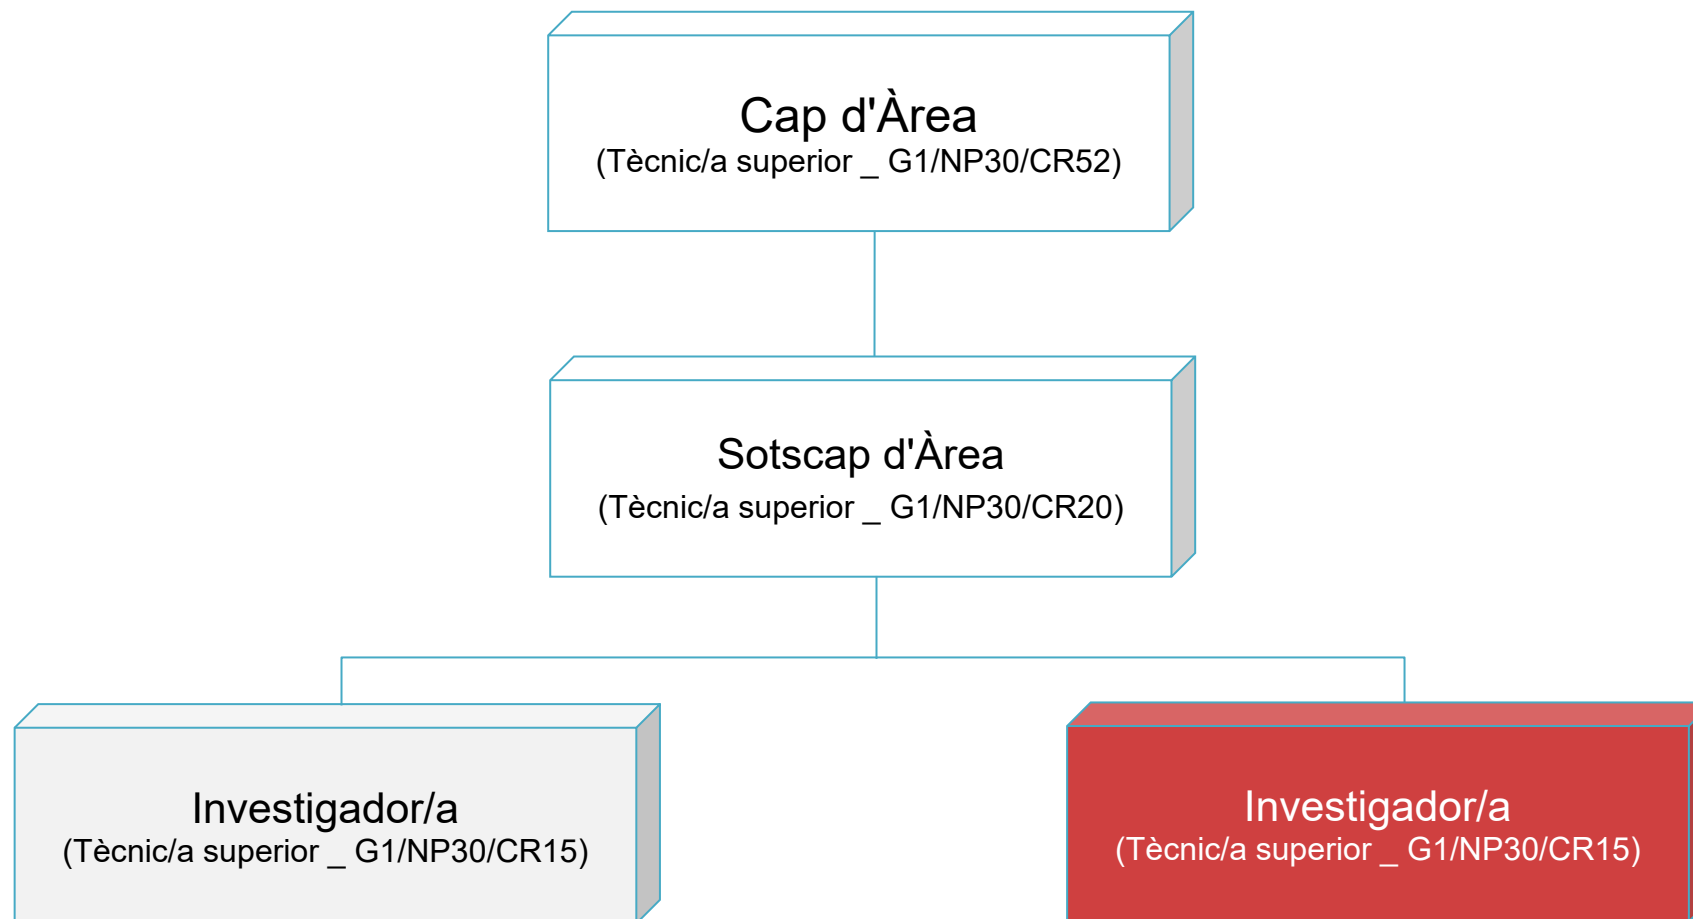 Cap d'Àrea
(Tècnic/a superior _ G1/NP30/CR52)
Sotscap d'Àrea
(Tècnic/a superior _ G1/NP30/CR20)
Investigador/a
(Tècnic/a superior _ G1/NP30/CR15)
Investigador/a
(Tècnic/a superior _ G1/NP30/CR15)